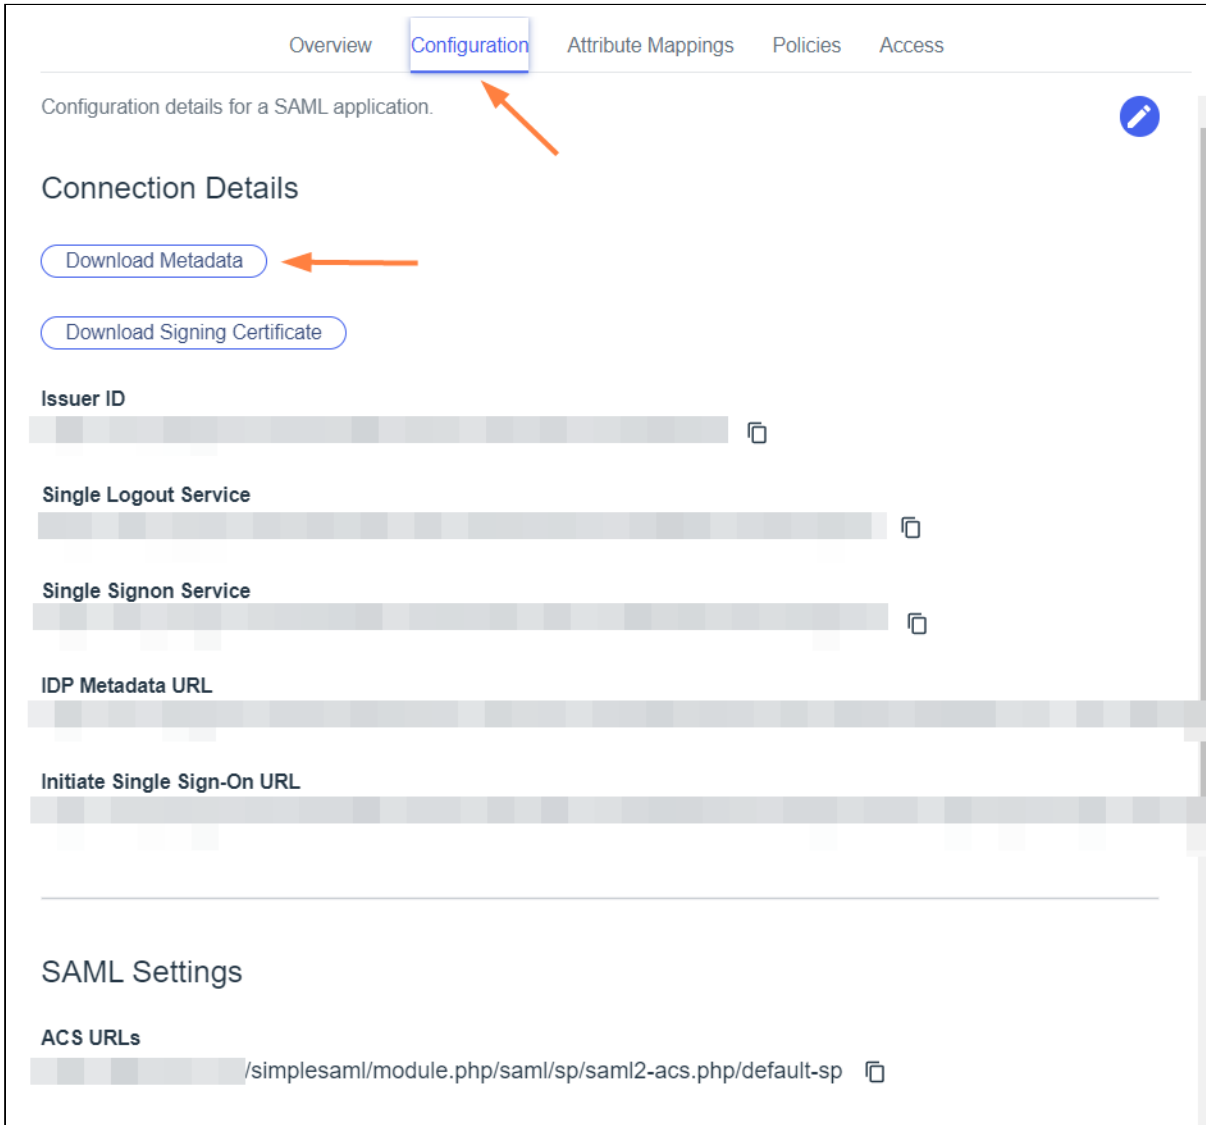 Overview Configuration Attribute Mappings Policies Access
Configuration details for a SAML application.
Connection Details
Download Metadata
Download Signing Certificate
Issuer ID
Single Logout Service
Single Signon Service
IDP Metadata URL
Initiate Single Sign-On URL
SAML Settings
ACS URLs
/simplesaml/module.php/saml/sp/saml2-acs.php/default-sp